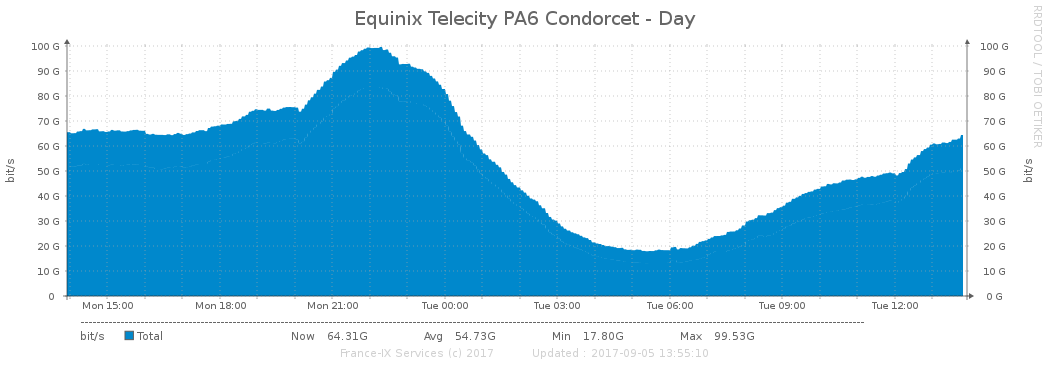 Equinix Telecity PA6 Condorcet - Day
RRDTOOL / TOBI OETIKER
100 G 100 G
90 G 90 G
80 G 80 G
70 G 70 G
60 G 60 G
50 G 50 G
40 G 40 G
30 G 30 G
20 G 20 G
10 G 10 G
0 0 G
bit/s bit/s
Mon 15:00 Mon 18:00 Mon 21:00 Tue 00:00 Tue 03:00 Tue 06:00 Tue 09:00 Tue 12:00
bit/s Total Now 64.31G Avg 54.73G Min 17.80G Max 99.53G
France-IX Services (c) 2017 Updated : 2017-09-05 13:55:10